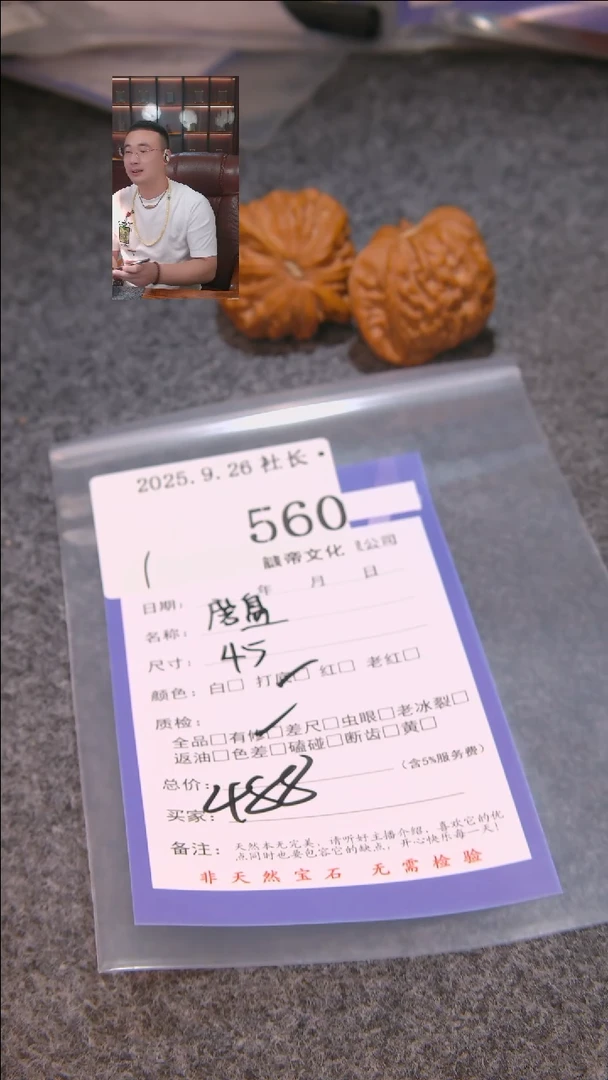 2025.9.26 社长
560
帝文化 公司
日期： 年 月 日
名称： 磨盘
尺寸： 45
颜色：白□ 打底□ 红□ 老红□
质检：
全品□有修□差尺□虫眼□老冰裂□
返油□色差□磕碰□断齿□黄□
总价： （含5%服务费）
488
买家：
备注： 天然本无完美，请听好主播介绍，喜欢它的优
点同时也要包容它的缺点，开心快乐每一天！
非天然宝石 无需检验